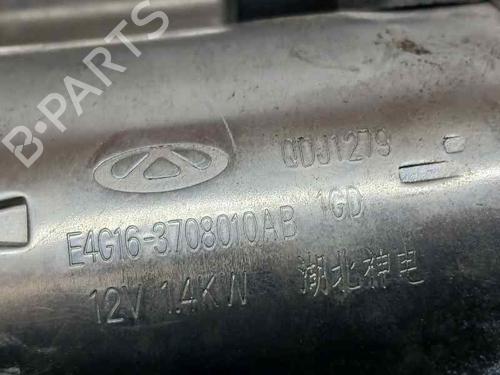 QDJ1279
E4G16-3708010AB 1GD
12V 1.4KW 湖北神电
B-PARTS